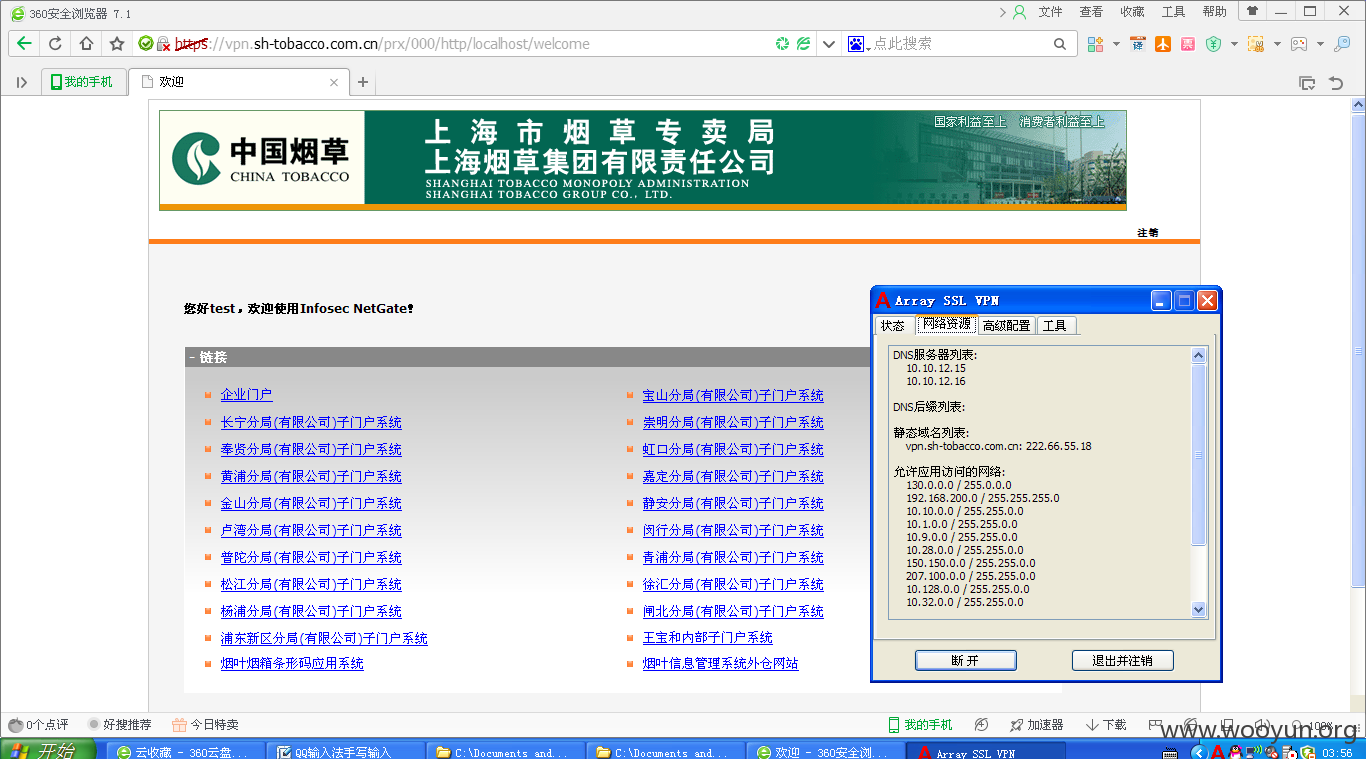 360安全浏览器 7.1
文件 查看 收藏 工具 帮助
https://vpn.sh-tobacco.com.cn/prx/000/http/localhost/welcome
点此搜索
译
我的手机
欢迎
中国烟草
CHINA TOBACCO
上海市烟草专卖局
上海烟草集团有限责任公司
SHANGHAI TOBACCO MONOPOLY ADMINISTRATION
SHANGHAI TOBACCO GROUP CO., LTD.
国家利益至上 消费者利益至上
注销
您好test，欢迎使用Infosec NetGate!
- 链接
企业门户
宝山分局(有限公司)子门户系统
长宁分局(有限公司)子门户系统
崇明分局(有限公司)子门户系统
奉贤分局(有限公司)子门户系统
虹口分局(有限公司)子门户系统
黄浦分局(有限公司)子门户系统
嘉定分局(有限公司)子门户系统
金山分局(有限公司)子门户系统
静安分局(有限公司)子门户系统
卢湾分局(有限公司)子门户系统
闵行分局(有限公司)子门户系统
普陀分局(有限公司)子门户系统
青浦分局(有限公司)子门户系统
松江分局(有限公司)子门户系统
徐汇分局(有限公司)子门户系统
杨浦分局(有限公司)子门户系统
闸北分局(有限公司)子门户系统
浦东新区分局(有限公司)子门户系统
王宝和内部子门户系统
烟叶烟箱条形码应用系统
烟叶信息管理系统外仓网站
Array SSL VPN
状态 网络资源 高级配置 工具
DNS服务器列表:
10.10.12.15
10.10.12.16
DNS后缀列表:
静态域名列表:
vpn.sh-tobacco.com.cn: 222.66.55.18
允许应用访问的网络:
130.0.0.0 / 255.0.0.0
192.168.200.0 / 255.255.255.0
10.10.0.0 / 255.255.0.0
10.1.0.0 / 255.255.0.0
10.9.0.0 / 255.255.0.0
10.28.0.0 / 255.255.0.0
150.150.0.0 / 255.255.0.0
207.100.0.0 / 255.255.0.0
10.128.0.0 / 255.255.0.0
10.32.0.0 / 255.255.0.0
断 开
退出并注销
0个点评 好搜推荐 今日特卖
我的手机 加速器 下载 100%
www.wooyun.org
开始
云收藏 - 360云盘...
QQ输入法手写输入
C:\Documents and...
C:\Documents and...
欢迎 - 360安全浏...
Array SSL VPN
03:56